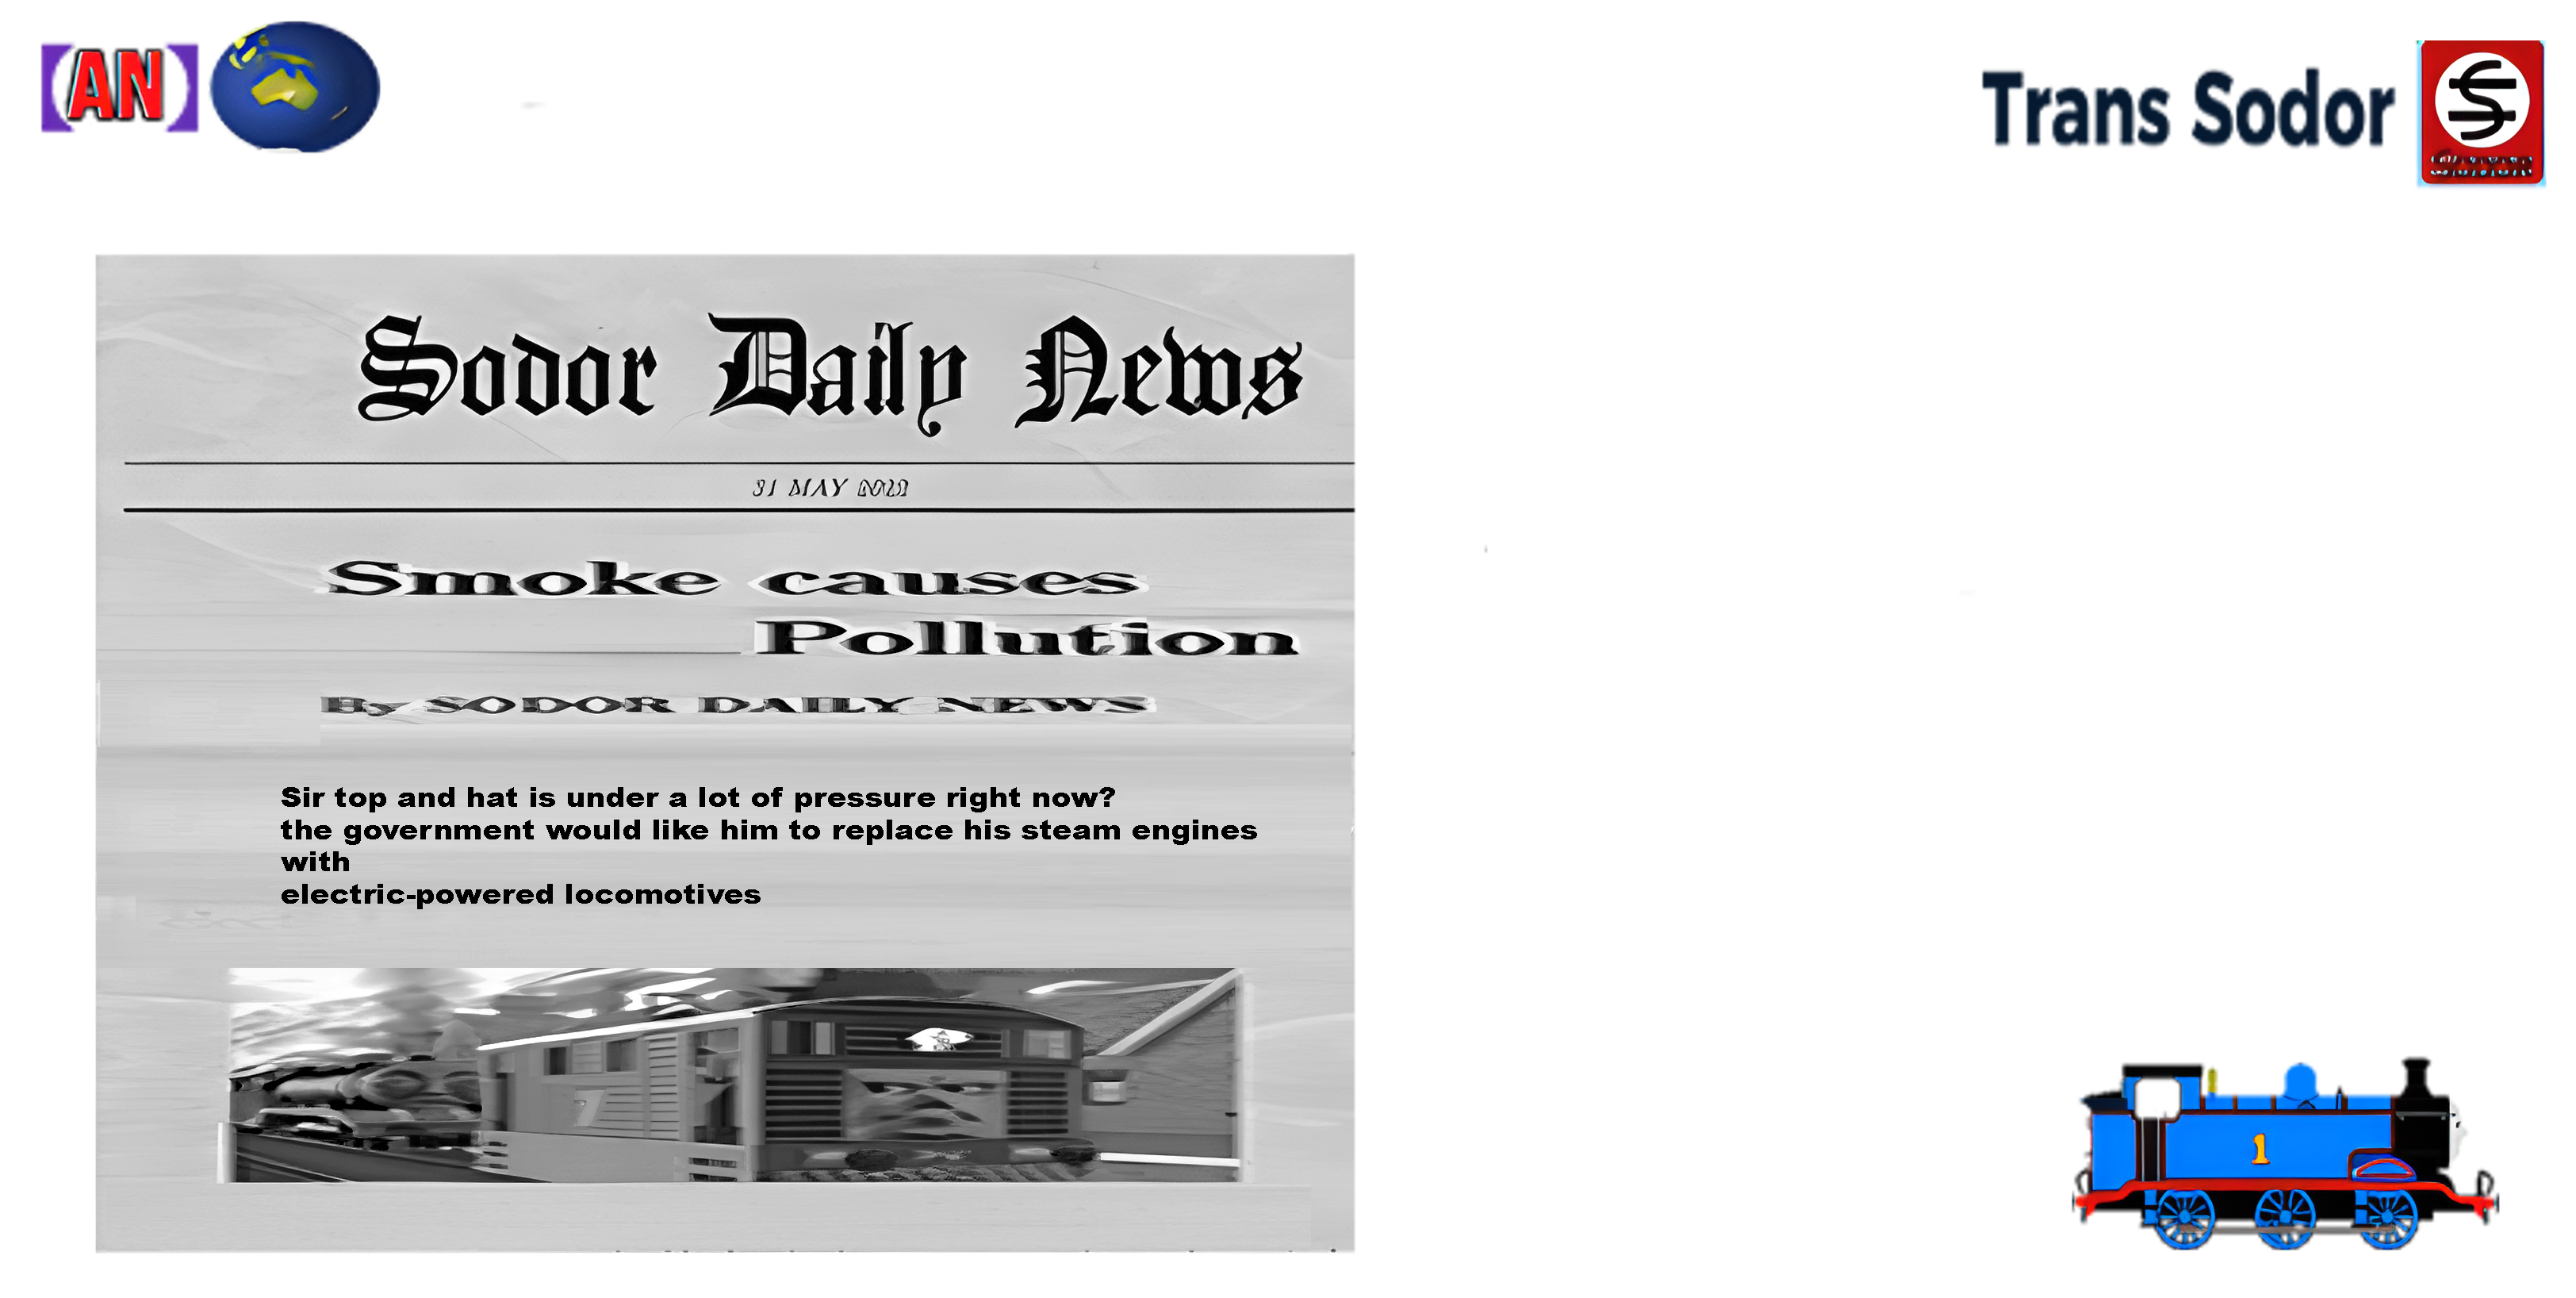 (AN)
Trans Sodor
Sodor Daily News
31 MAY
Smoke causes
Pollution
By SODOR DAILY NEWS
Sir top and hat is under a lot of pressure right now?
the government would like him to replace his steam engines
with
electric-powered locomotives
7
1